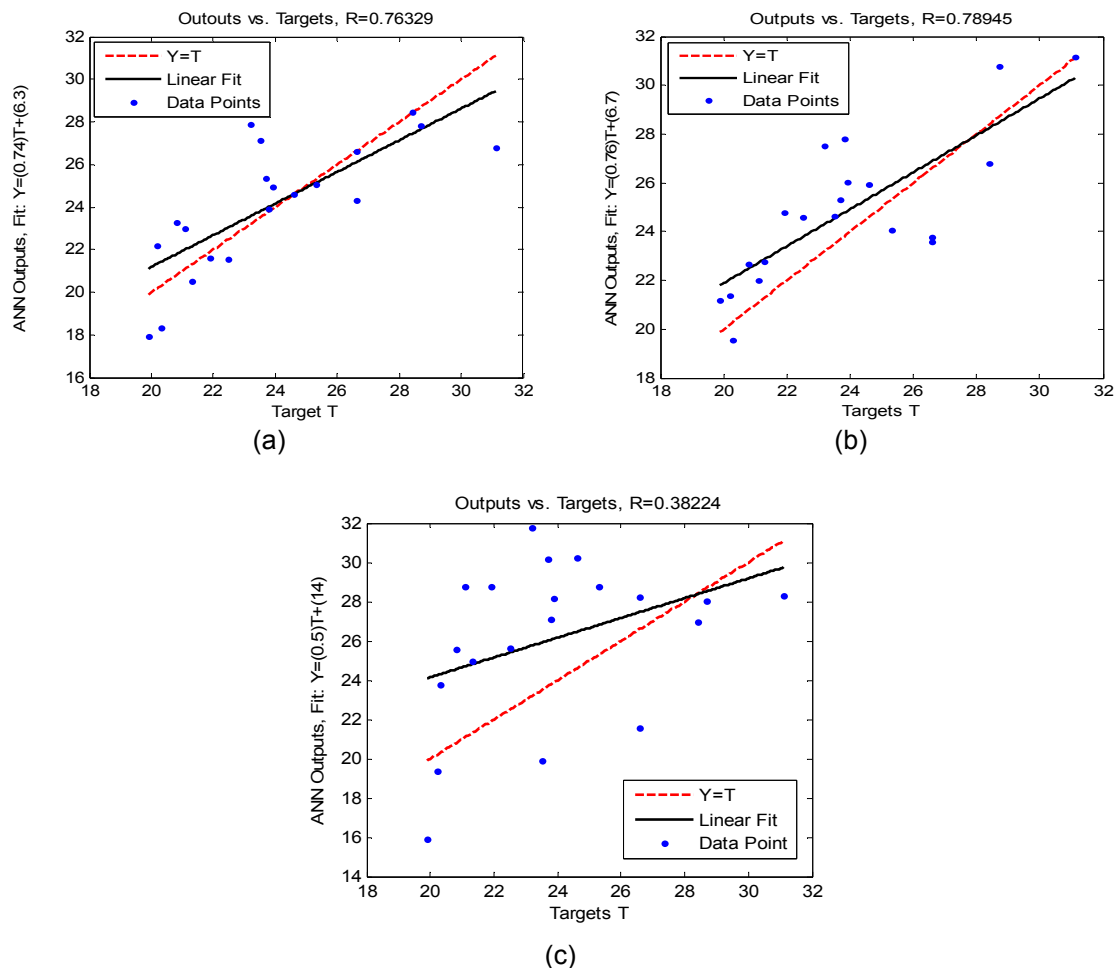 Outouts vs. Targets, R=0.76329
ANN Outputs, Fit: Y=(0.74)T+(6.3)
32
30
28
26
24
22
20
18
16
Y=T
Linear Fit
Data Points
18 20 22 24 26 28 30 32
Target T
(a)
Outputs vs. Targets, R=0.78945
ANN Outputs, Fit: Y=(0.76)T+(6.7)
32
30
28
26
24
22
20
18
Y=T
Linear Fit
Data Points
18 20 22 24 26 28 30 32
Targets T
(b)
Outputs vs. Targets, R=0.38224
ANN Outputs, Fit: Y=(0.5)T+(14)
32
30
28
26
24
22
20
18
16
14
Y=T
Linear Fit
Data Point
18 20 22 24 26 28 30 32
Targets T
(c)